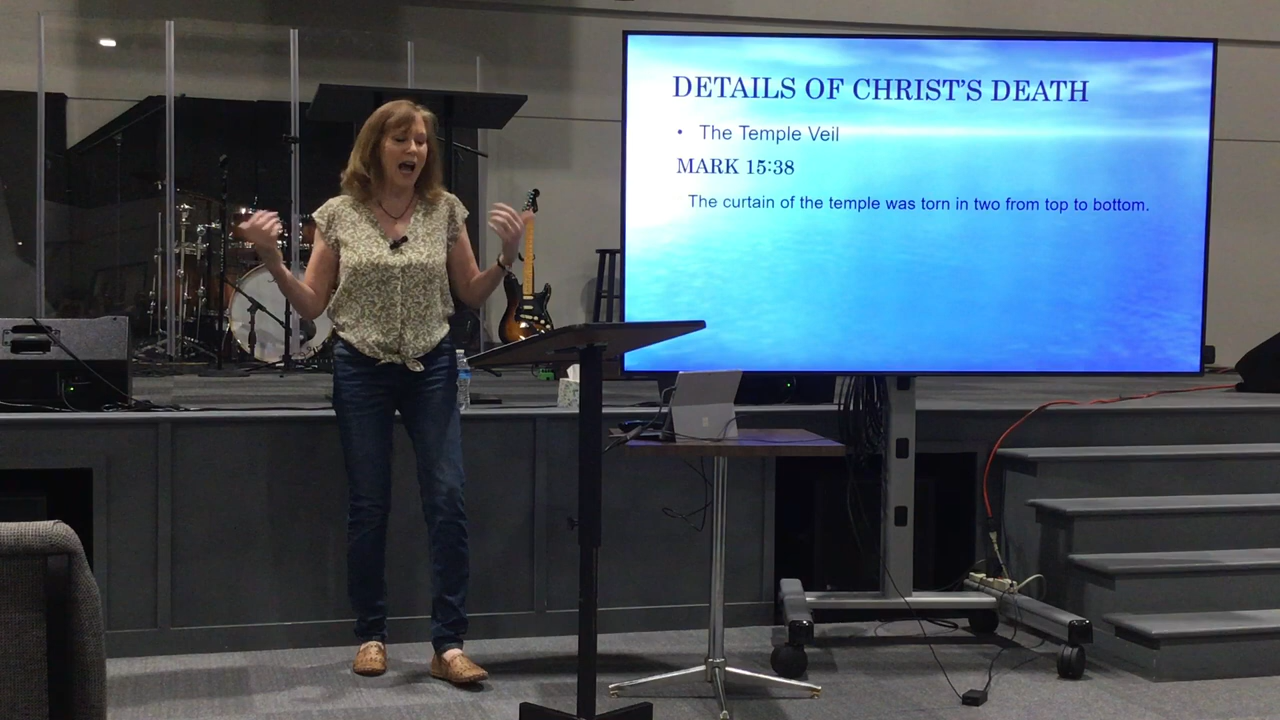 DETAILS OF CHRIST'S DEATH
• The Temple Veil
MARK 15:38
The curtain of the temple was torn in two from top to bottom.